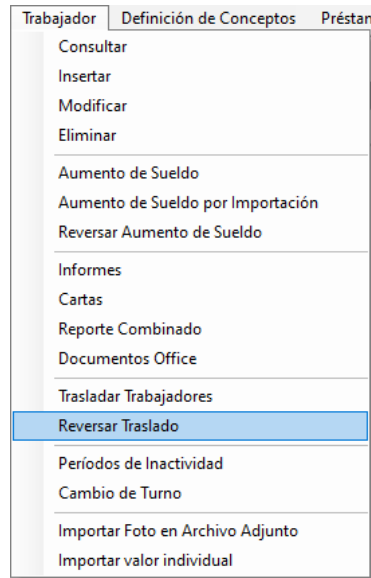 Trabajador Definición de Conceptos Préstan
Consultar
Insertar
Modificar
Eliminar
Aumento de Sueldo
Aumento de Sueldo por Importación
Reversar Aumento de Sueldo
Informes
Cartas
Reporte Combinado
Documentos Office
Trasladar Trabajadores
Reversar Traslado
Períodos de Inactividad
Cambio de Turno
Importar Foto en Archivo Adjunto
Importar valor individual